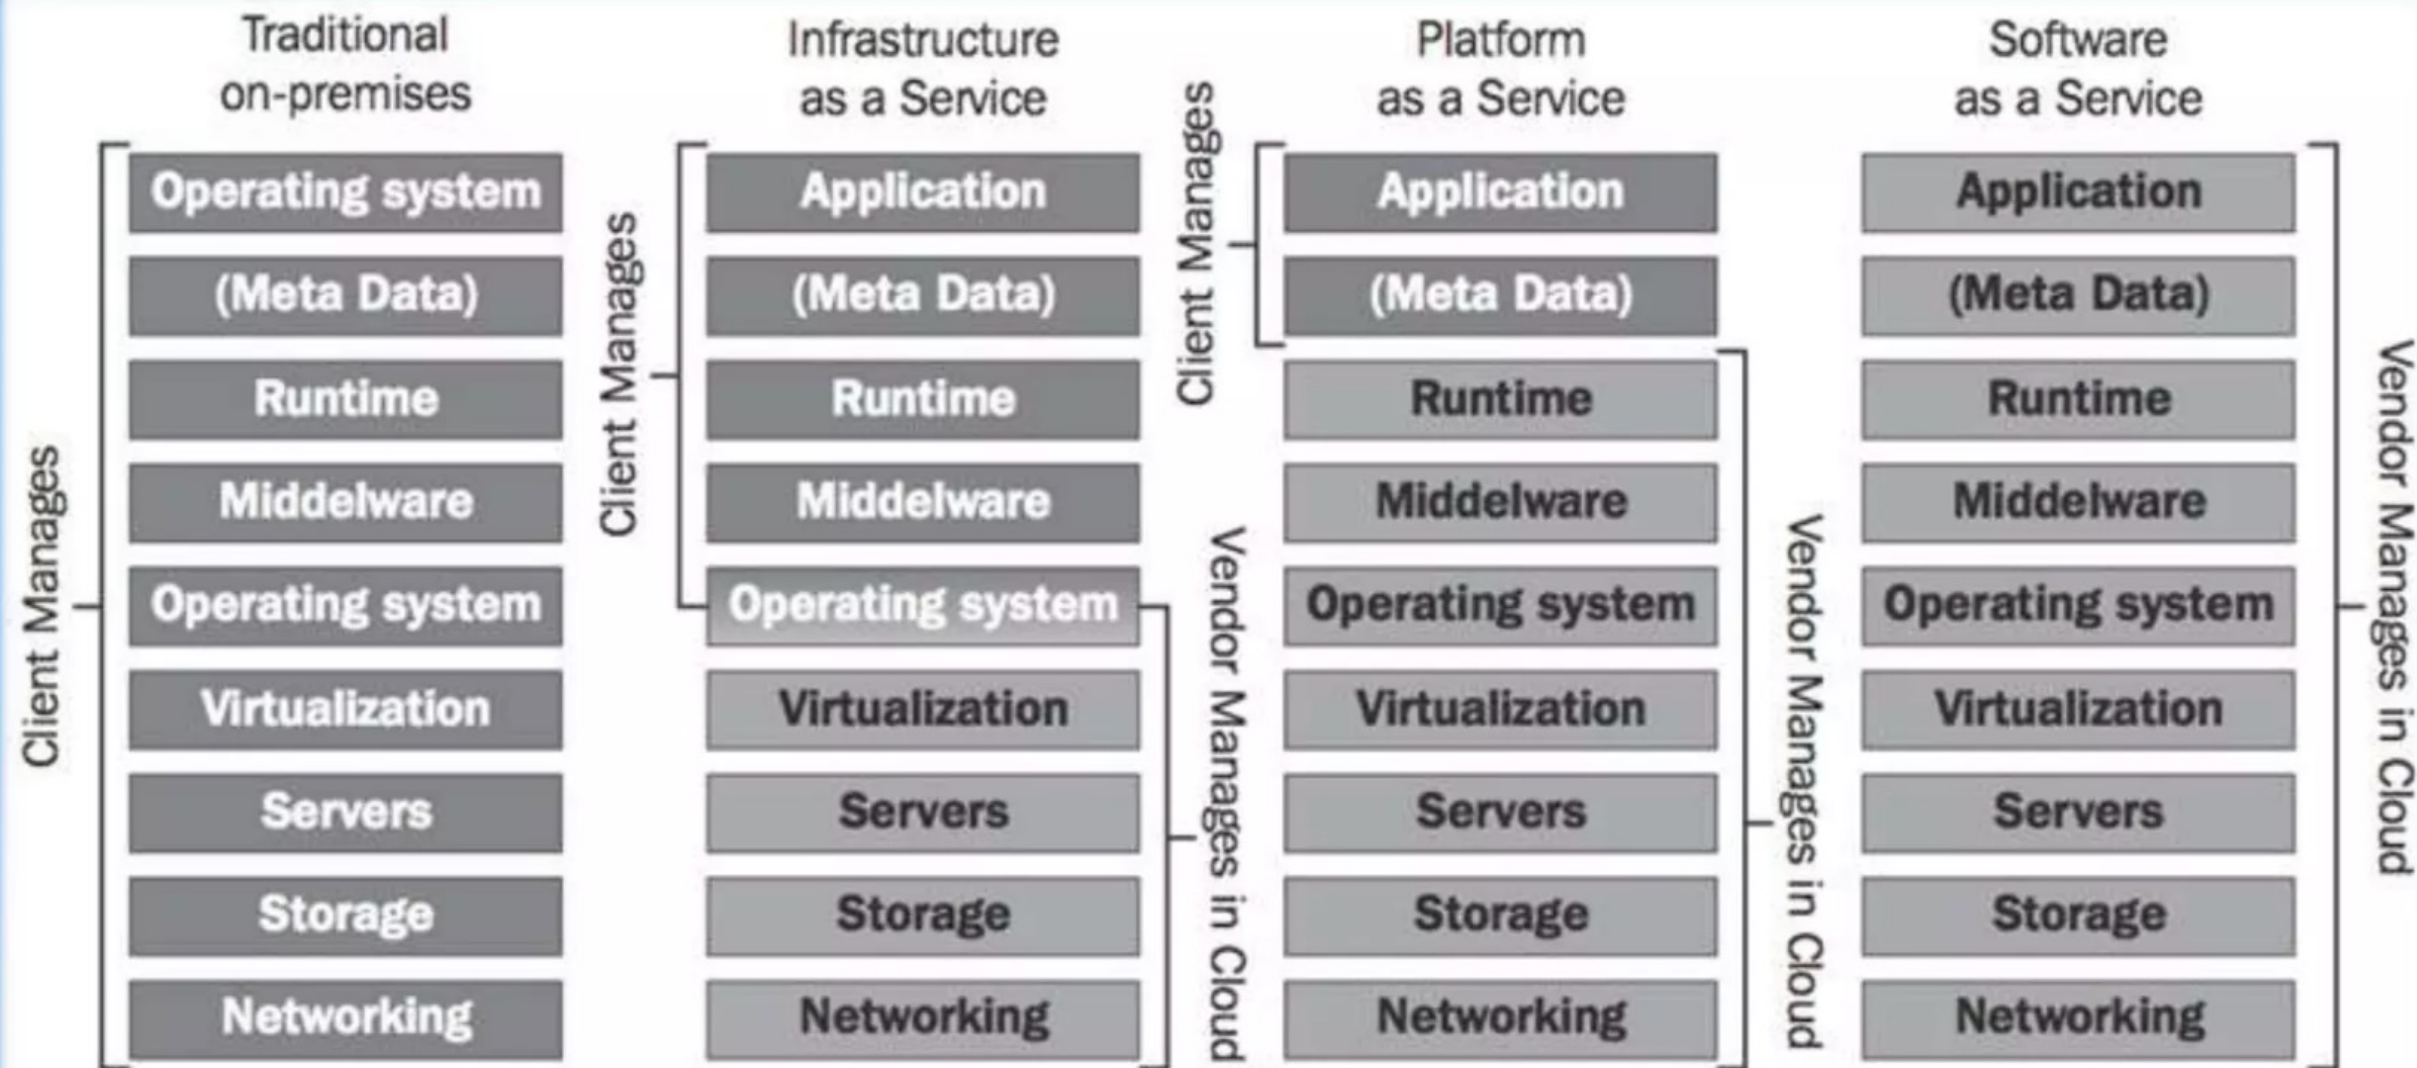 Traditional
on-premises
Client Manages
Operating system
(Meta Data)
Runtime
Middelware
Operating system
Virtualization
Servers
Storage
Networking
Infrastructure
as a Service
Client Manages
Application
(Meta Data)
Runtime
Middelware
Operating system
Virtualization
Servers
Storage
Networking
Vendor Manages in Cloud
Platform
as a Service
Client Manages
Application
(Meta Data)
Runtime
Middelware
Operating system
Virtualization
Servers
Storage
Networking
Vendor Manages in Cloud
Software
as a Service
Application
(Meta Data)
Runtime
Middelware
Operating system
Virtualization
Servers
Storage
Networking
Vendor Manages in Cloud